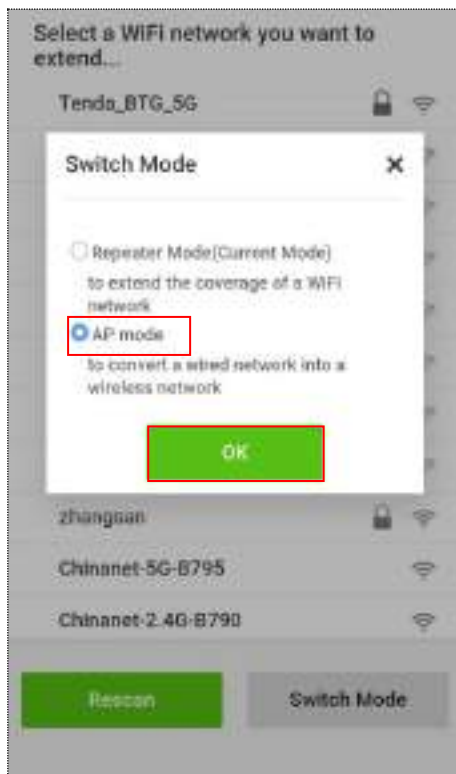 Select a WiFi network you want to
extend...
Tenda_BTG_5G
Switch Mode
Repeater Mode(Current Mode)
to extend the coverage of a WiFi
network
AP mode
to convert a wired network into a
wireless network
OK
zhangsan
Chinanet-5G-B795
Chinanet-2.4G-B790
Rescan
Switch Mode